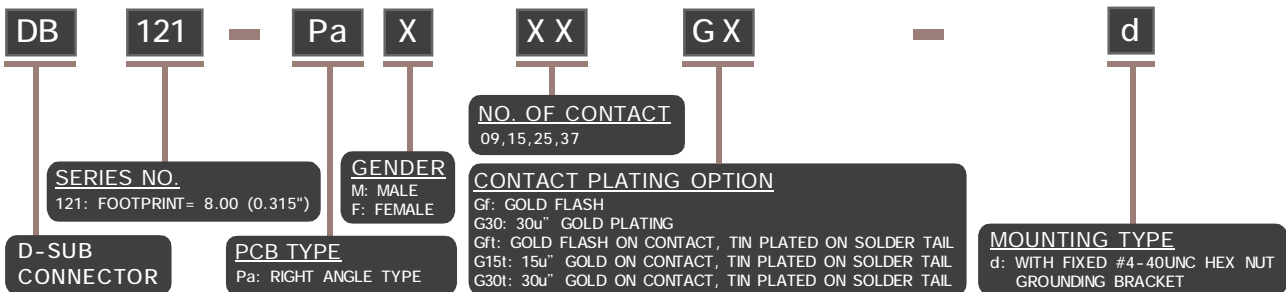 DB 121 - Pa X XX GX - d
NO. OF CONTACT
09,15,25,37
SERIES NO.
121: FOOTPRINT= 8.00 (0.315")
GENDER
M: MALE
F: FEMALE
CONTACT PLATING OPTION
Gf: GOLD FLASH
G30: 30u" GOLD PLATING
Gft: GOLD FLASH ON CONTACT, TIN PLATED ON SOLDER TAIL
G15t: 15u" GOLD ON CONTACT, TIN PLATED ON SOLDER TAIL
G30t: 30u" GOLD ON CONTACT, TIN PLATED ON SOLDER TAIL
D-SUB
CONNECTOR
PCB TYPE
Pa: RIGHT ANGLE TYPE
MOUNTING TYPE
d: WITH FIXED #4-40UNC HEX NUT
GROUNDING BRACKET